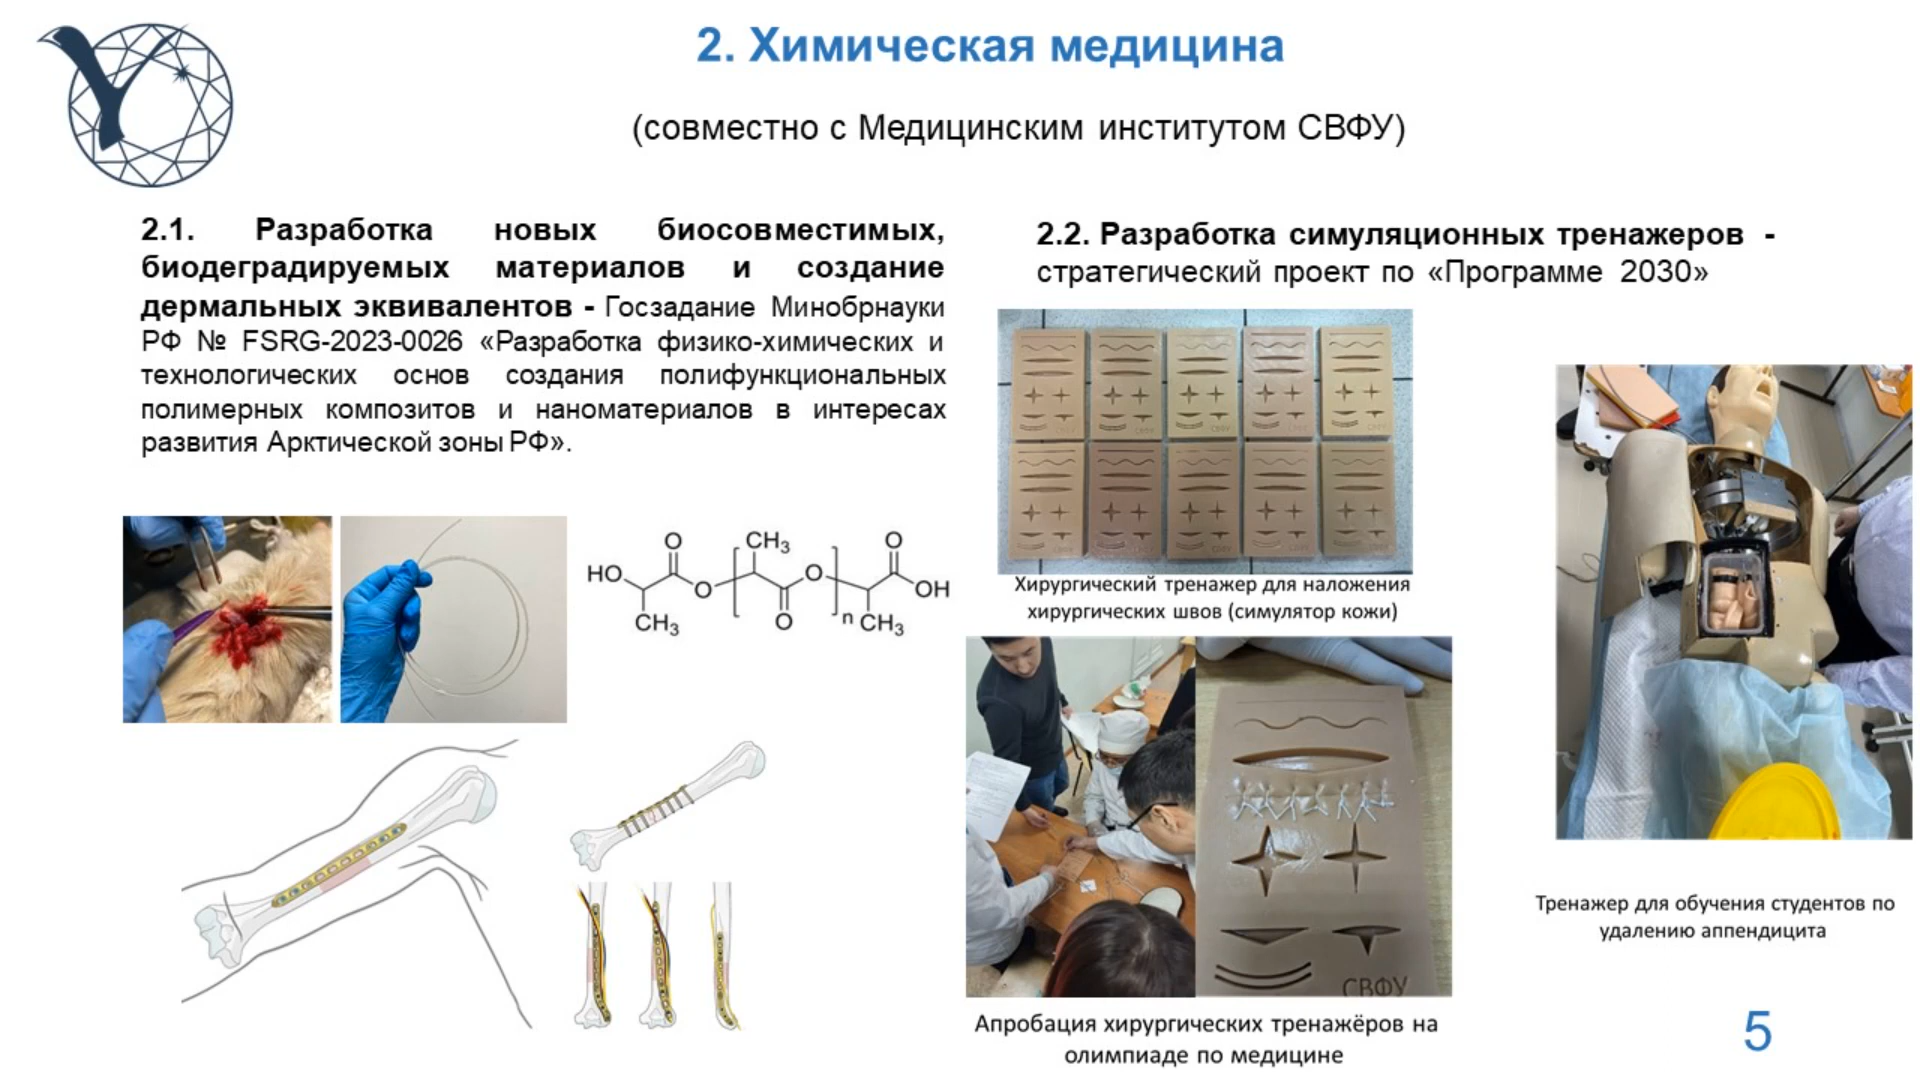 2. Химическая медицина
(совместно с Медицинским институтом СВФУ)
2.1. Разработка новых биосовместимых,
биодеградируемых материалов и создание
дермальных эквивалентов - Госзадание Минобрнауки
РФ № FSRG-2023-0026 «Разработка физико-химических и
технологических основ создания полифункциональных
полимерных композитов и наноматериалов в интересах
развития Арктической зоны РФ».
HO O CH3 O [ CH3 O O ]n CH3 O OH
2.2. Разработка симуляционных тренажеров -
стратегический проект по «Программе 2030»
Хирургический тренажер для наложения
хирургических швов (симулятор кожи)
СВФУ
Апробация хирургических тренажёров на
олимпиаде по медицине
Тренажер для обучения студентов по
удалению аппендицита
5